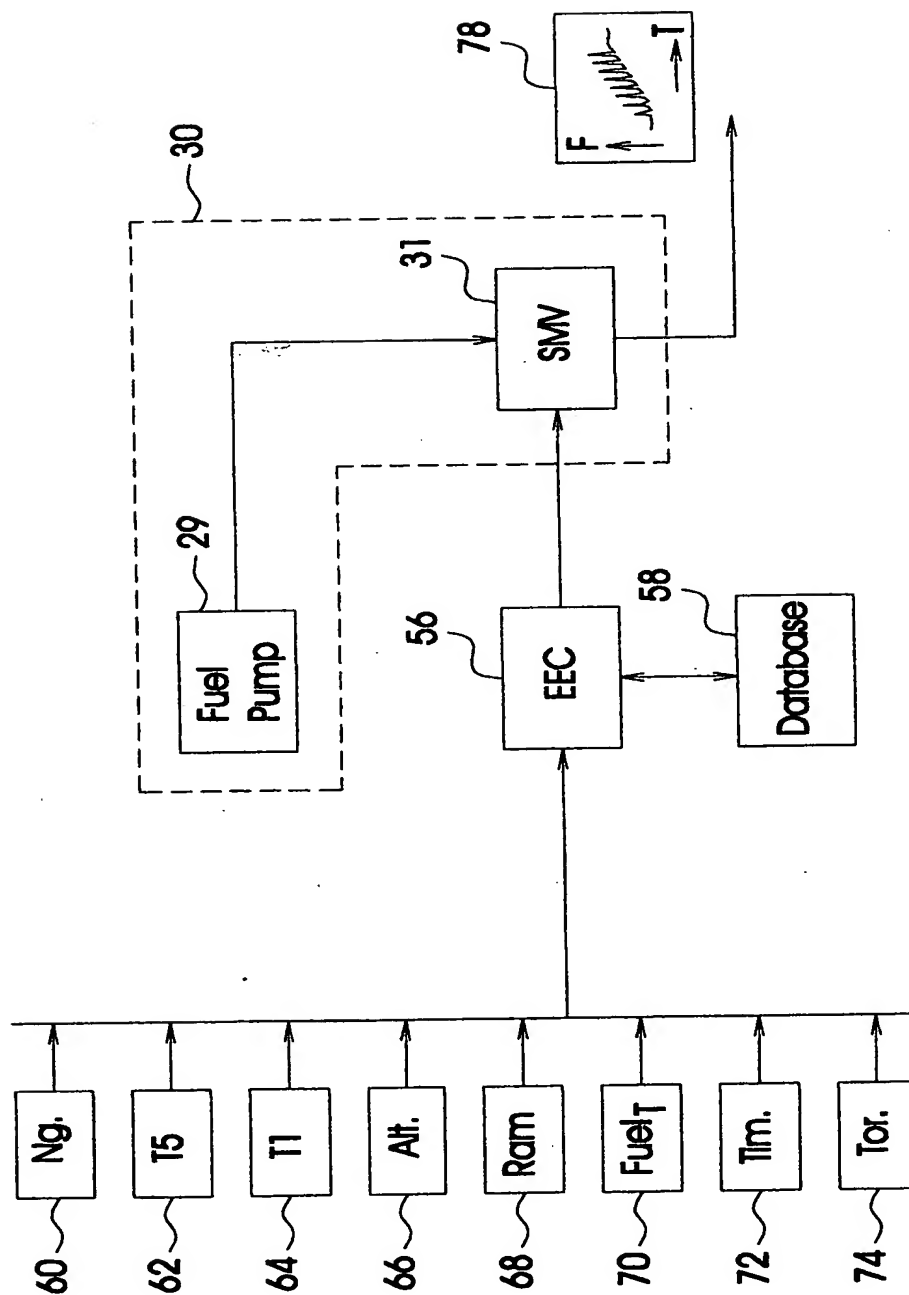 60 Ng.
62 T5
64 T1
66 Alt.
68 Ram
70 FuelT
72 Tim.
74 Tor.
29
Fuel
Pump
30
56
EEC
58
Database
31
SMV
78
F
T